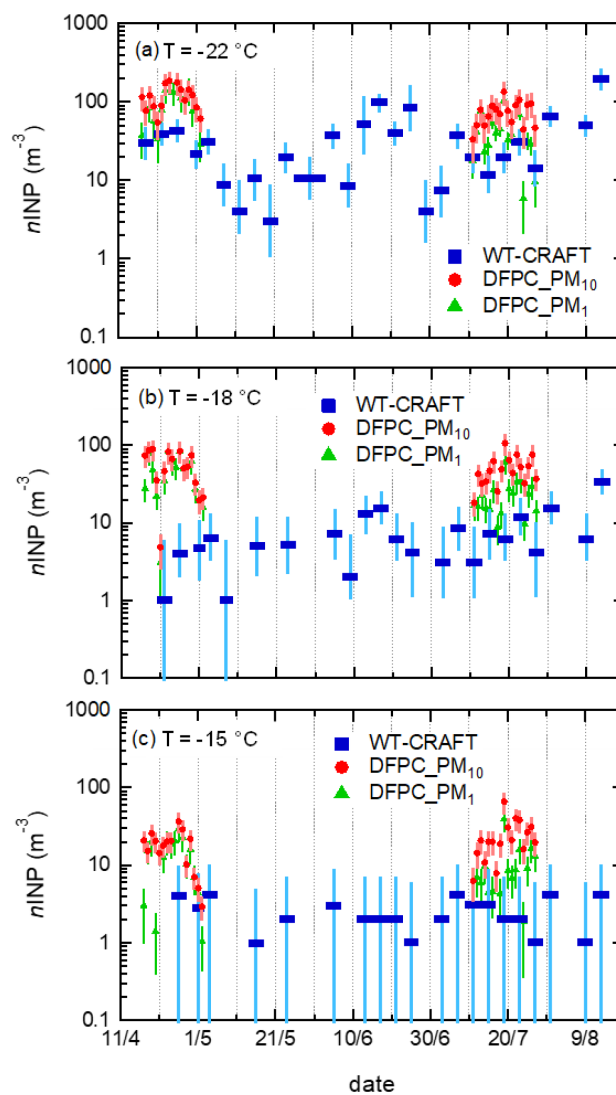 1000
(a) T = -22 °C
100
10
1
0.1
nINP (m⁻³)
WT-CRAFT
DFPC_PM₁₀
DFPC_PM₁
1000
(b) T = -18 °C
100
10
1
0.1
nINP (m⁻³)
WT-CRAFT
DFPC_PM₁₀
DFPC_PM₁
1000
(c) T = -15 °C
100
10
1
0.1
nINP (m⁻³)
WT-CRAFT
DFPC_PM₁₀
DFPC_PM₁
11/4 1/5 21/5 10/6 30/6 20/7 9/8
date